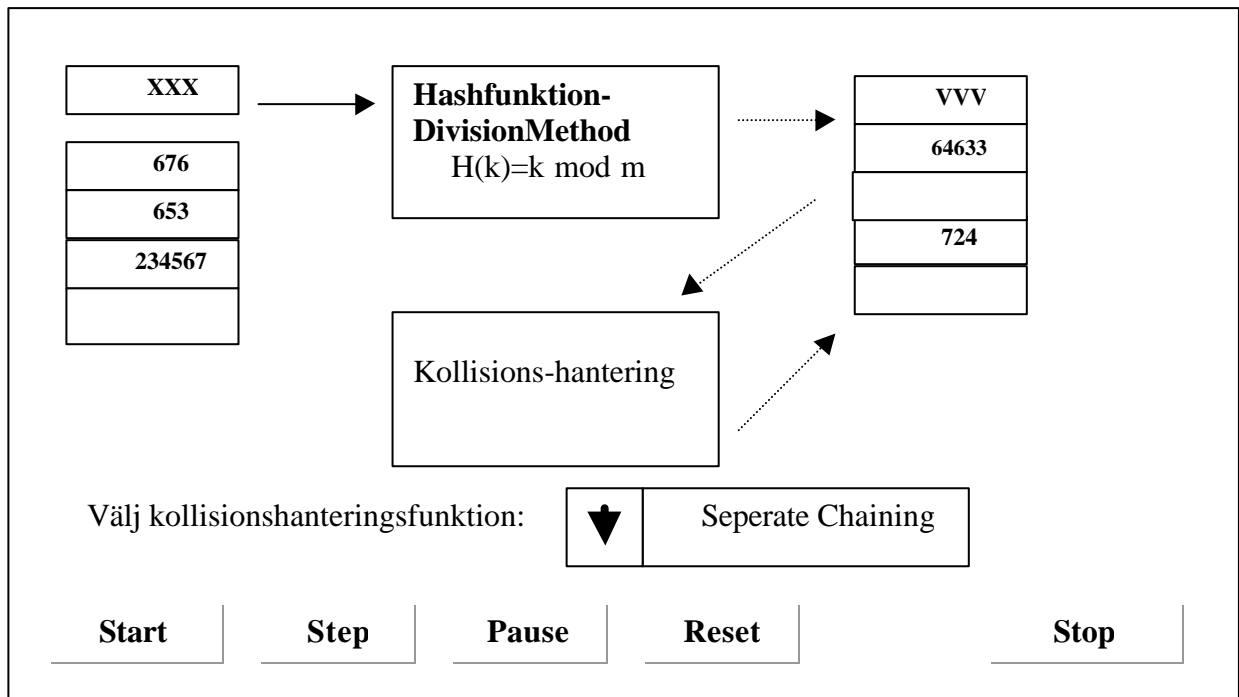 XXX
676
653
234567
Hashfunktion-
DivisionMethod
H(k)=k mod m
VVV
64633
724
Kollisions-hantering
Välj kollisionshanteringsfunktion:
Seperate Chaining
Start
Step
Pause
Reset
Stop